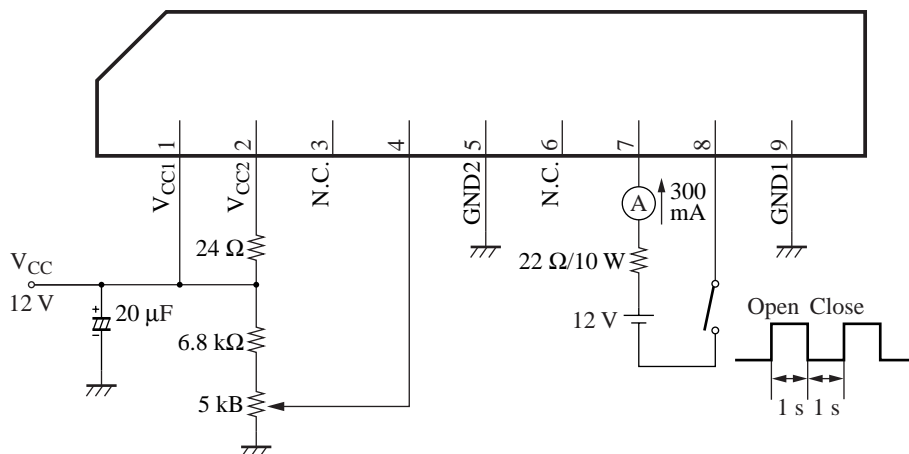 1
2
3
4
5
6
7
8
9
VCC1
VCC2
N.C.
GND2
N.C.
GND1
A
300
mA
24 Ω
22 Ω/10 W
VCC
12 V
20 μF
+
−
6.8 kΩ
12 V
5 kB
Open Close
1 s 1 s